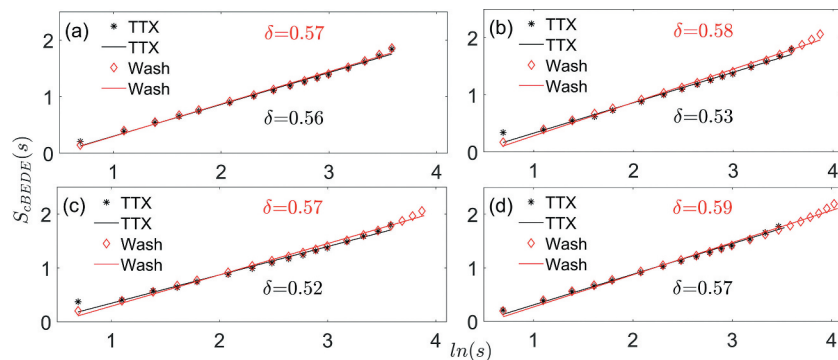 (a)
* TTX
TTX
Wash
Wash
δ=0.57
δ=0.56
0
1
2
1
2
3
4
(b)
* TTX
TTX
Wash
Wash
δ=0.58
δ=0.53
0
1
2
1
2
3
4
(c)
* TTX
TTX
Wash
Wash
δ=0.57
δ=0.52
0
1
2
1
2
3
4
(d)
* TTX
TTX
Wash
Wash
δ=0.59
δ=0.57
0
1
2
1
2
3
4
S_cBEDE(s)
ln(s)